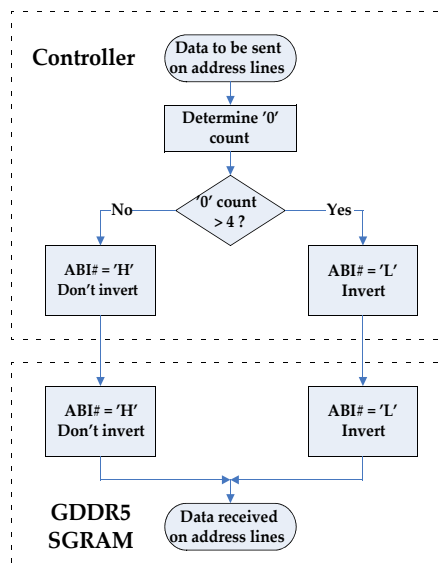 Controller
Data to be sent
on address lines
Determine '0'
count
'0' count
> 4 ?
No
Yes
ABI# = 'H'
Don't invert
ABI# = 'L'
Invert
ABI# = 'H'
Don't invert
ABI# = 'L'
Invert
GDDR5
SGRAM
Data received
on address lines